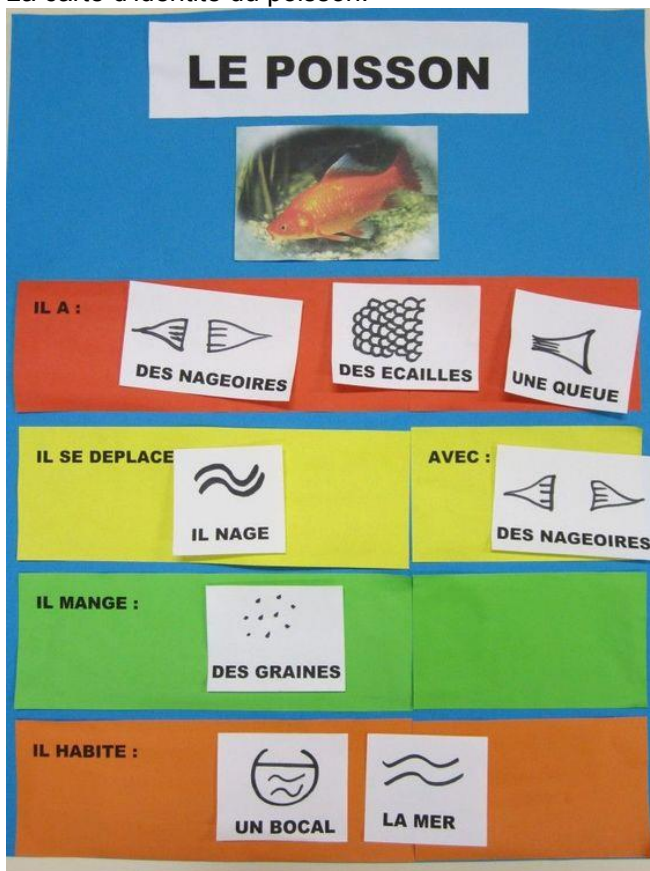 La carte d'identité du poisson.
LE POISSON
IL A :
DES NAGEOIRES
DES ECAILLES
UNE QUEUE
IL SE DEPLACE
IL NAGE
AVEC :
DES NAGEOIRES
IL MANGE :
DES GRAINES
IL HABITE :
UN BOCAL
LA MER